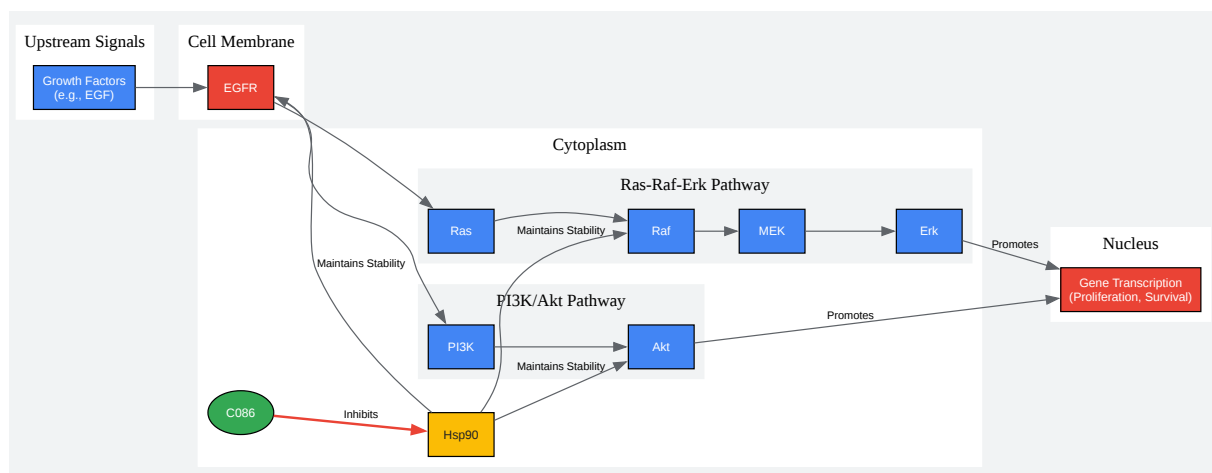 Upstream Signals
Cell Membrane
Growth Factors
(e.g., EGF)
EGFR
Cytoplasm
Ras-Raf-Erk Pathway
Ras
Maintains Stability
Raf
MEK
Erk
Promotes
Nucleus
Gene Transcription
(Proliferation, Survival)
Maintains Stability
PI3K/Akt Pathway
Promotes
PI3K
Akt
Maintains Stability
C086
Inhibits
Hsp90